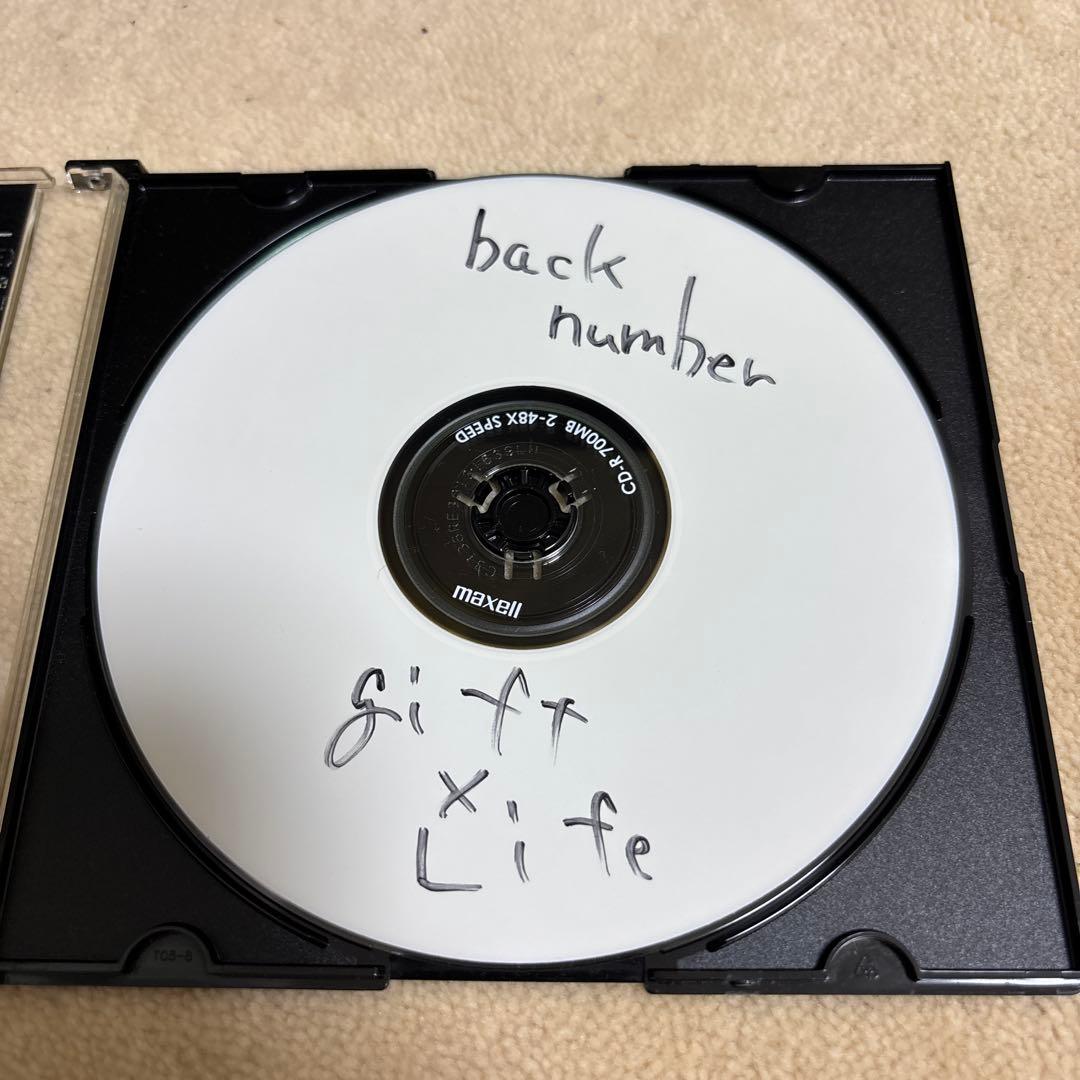 back
number
CD-R 700MB 2-48X SPEED
maxell
gift
x
Life